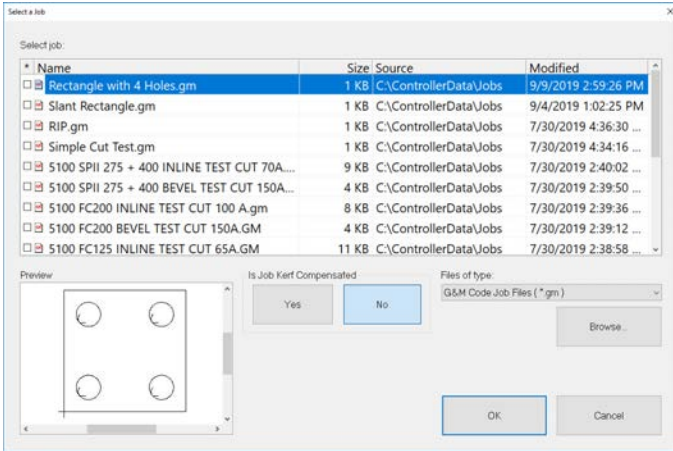 Select a Job
Select job:
* Name Size Source Modified
Rectangle with 4 Holes.gm 1 KB C:\ControllerData\Jobs 9/9/2019 2:59:26 PM
Slant Rectangle.gm 1 KB C:\ControllerData\Jobs 9/4/2019 1:02:25 PM
RIP.gm 1 KB C:\ControllerData\Jobs 7/30/2019 4:36:30 ...
Simple Cut Test.gm 1 KB C:\ControllerData\Jobs 7/30/2019 4:34:16 ...
5100 SPII 275 + 400 INLINE TEST CUT 70A.... 9 KB C:\ControllerData\Jobs 7/30/2019 2:40:02 ...
5100 SPII 275 + 400 BEVEL TEST CUT 150A.... 4 KB C:\ControllerData\Jobs 7/30/2019 2:39:50 ...
5100 FC200 INLINE TEST CUT 100 A.gm 8 KB C:\ControllerData\Jobs 7/30/2019 2:39:36 ...
5100 FC200 BEVEL TEST CUT 150A.GM 4 KB C:\ControllerData\Jobs 7/30/2019 2:39:12 ...
5100 FC125 INLINE TEST CUT 65A.GM 11 KB C:\ControllerData\Jobs 7/30/2019 2:38:58 ...
Preview Is Job Kerf Compensated Files of type:
Yes No G&M Code Job Files ( *.gm )
Browse...
OK Cancel